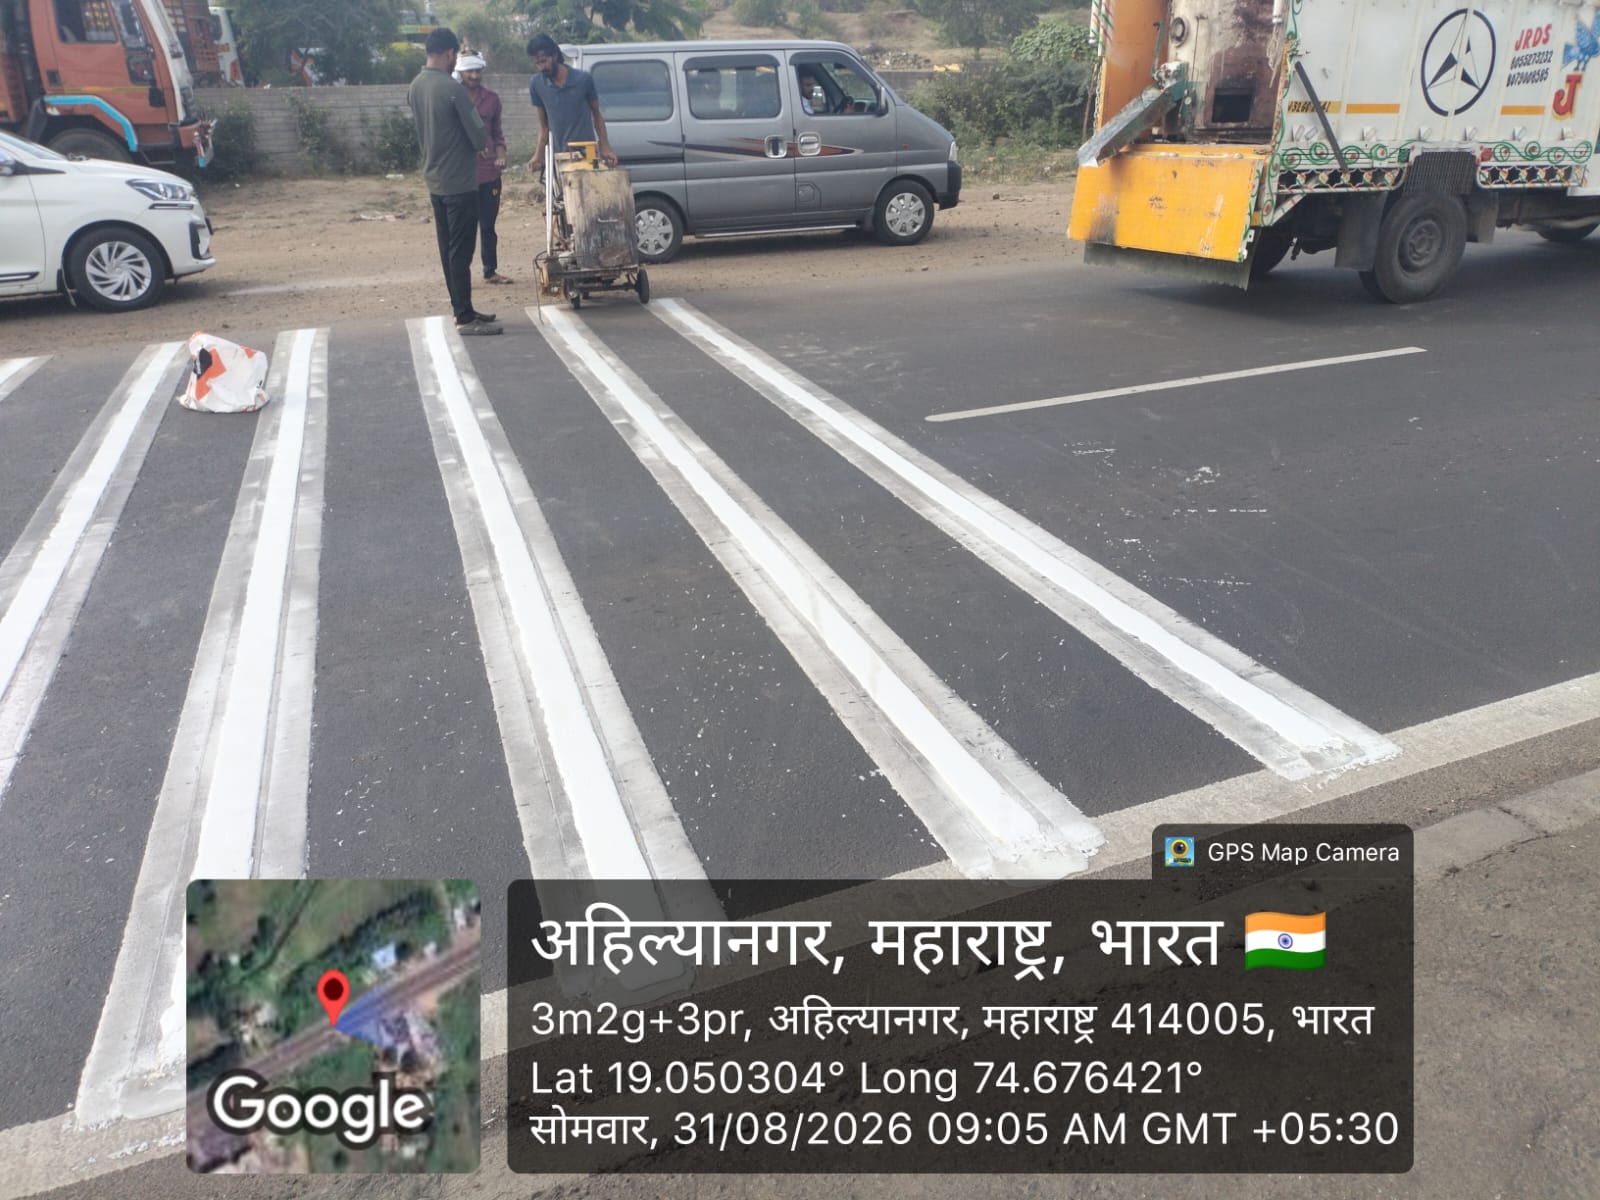 JRDS
J
GPS Map Camera
अहिल्यानगर, महाराष्ट्र, भारत
3m2g+3pr, अहिल्यानगर, महाराष्ट्र 414005, भारत
Lat 19.050304° Long 74.676421°
सोमवार, 31/08/2026 09:05 AM GMT +05:30
Google